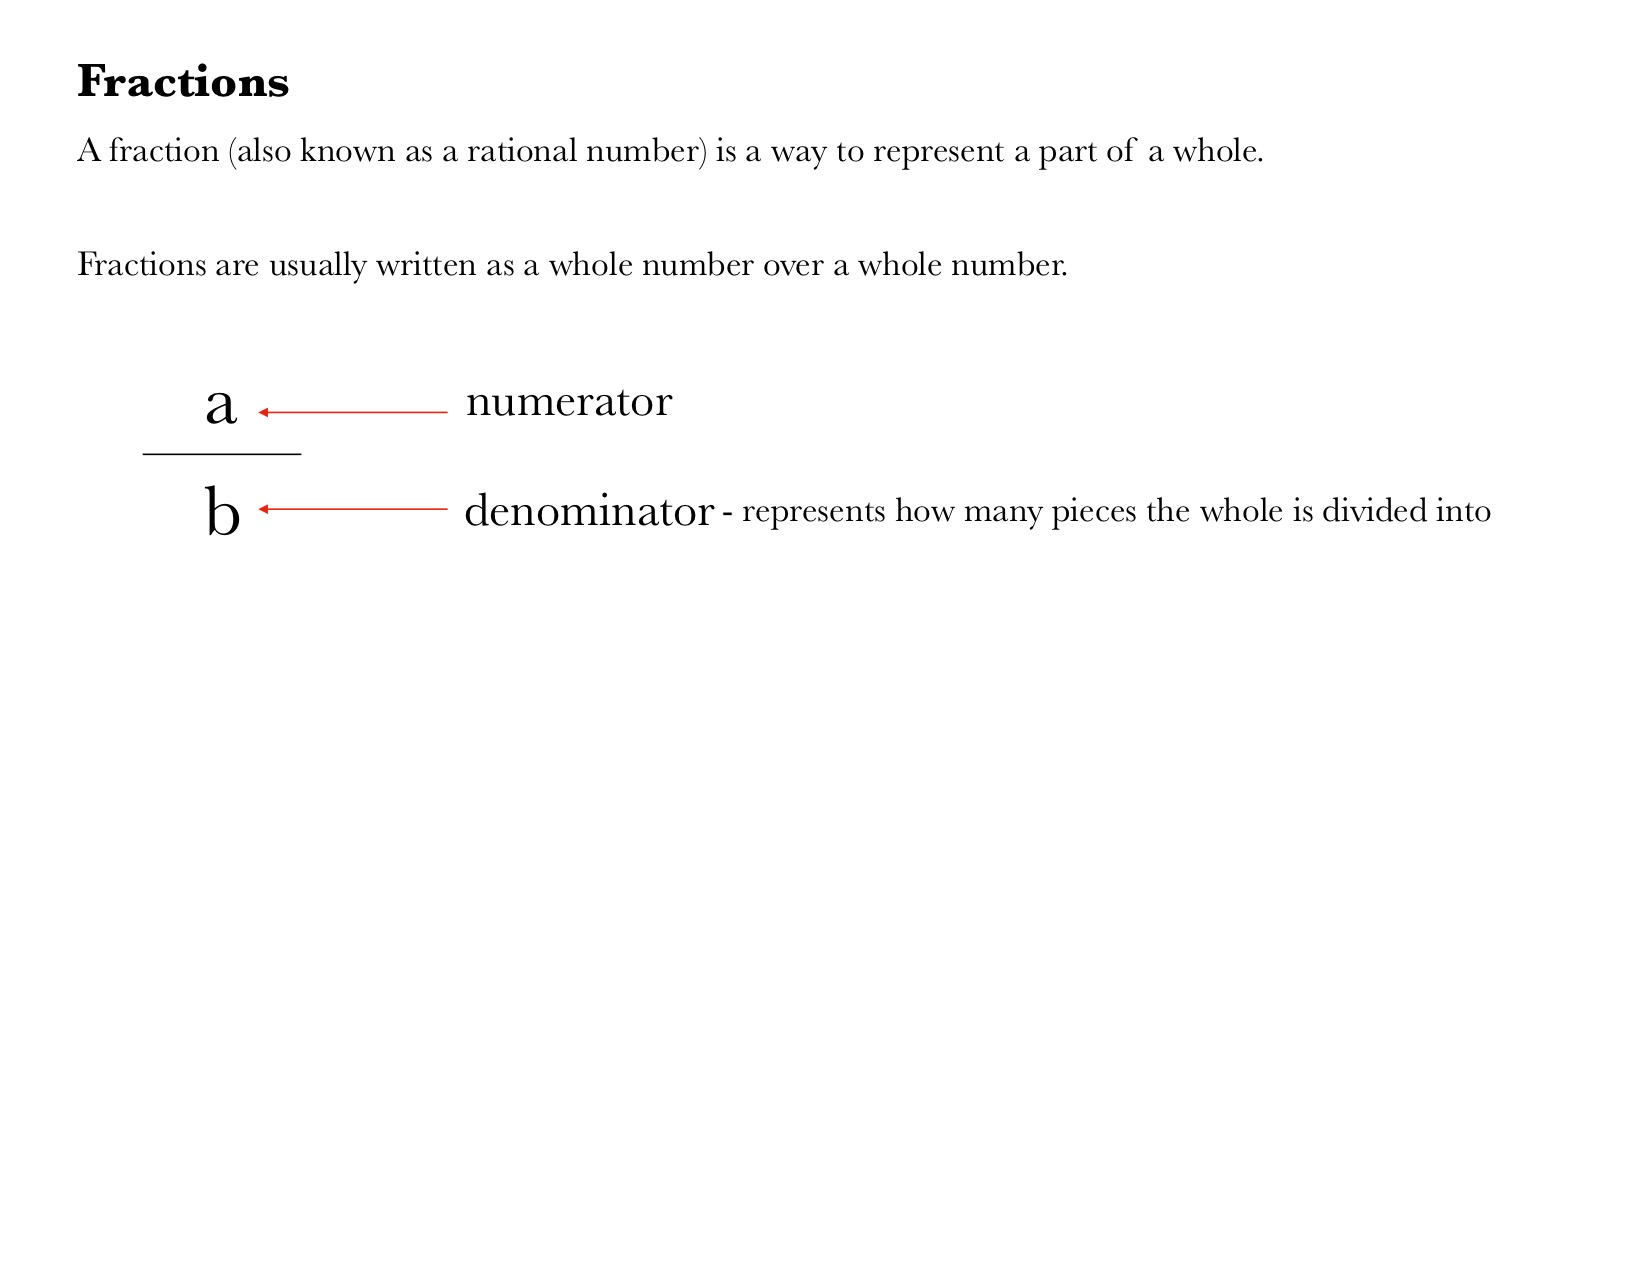 Fractions
A fraction (also known as a rational number) is a way to represent a part of a whole.
Fractions are usually written as a whole number over a whole number.
a numerator
b denominator - represents how many pieces the whole is divided into